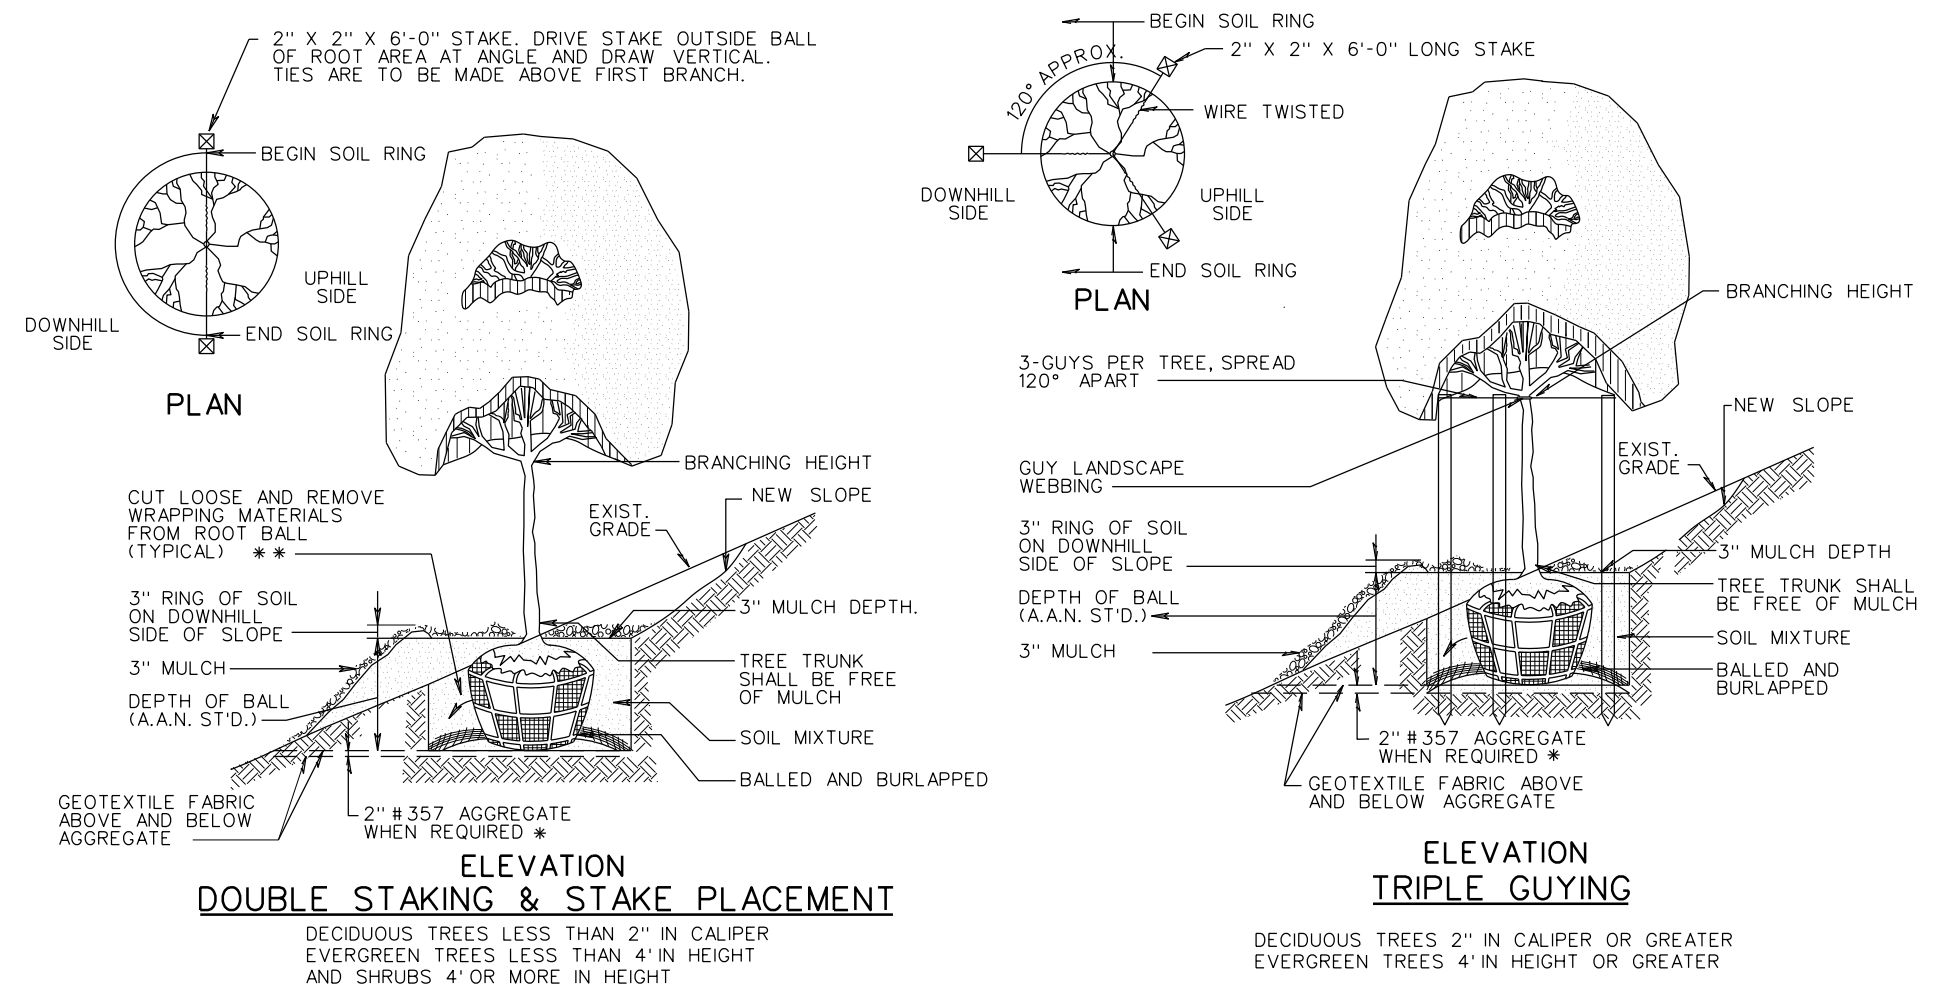 2" X 2" X 6'-0" STAKE. DRIVE STAKE OUTSIDE BALL
OF ROOT AREA AT ANGLE AND DRAW VERTICAL.
TIES ARE TO BE MADE ABOVE FIRST BRANCH.
BEGIN SOIL RING
UPHILL
SIDE
DOWNHILL
SIDE
END SOIL RING
PLAN
BRANCHING HEIGHT
CUT LOOSE AND REMOVE
WRAPPING MATERIALS
FROM ROOT BALL
(TYPICAL) **
EXIST.
GRADE
NEW SLOPE
3" RING OF SOIL
ON DOWNHILL
SIDE OF SLOPE
3" MULCH
DEPTH OF BALL
(A.A.N. ST'D.)
3" MULCH DEPTH.
TREE TRUNK
SHALL BE FREE
OF MULCH
SOIL MIXTURE
BALLED AND BURLAPPED
GEOTEXTILE FABRIC
ABOVE AND BELOW
AGGREGATE
2" #357 AGGREGATE
WHEN REQUIRED *
ELEVATION
DOUBLE STAKING & STAKE PLACEMENT
DECIDUOUS TREES LESS THAN 2" IN CALIPER
EVERGREEN TREES LESS THAN 4' IN HEIGHT
AND SHRUBS 4' OR MORE IN HEIGHT
BEGIN SOIL RING
2" X 2" X 6'-0" LONG STAKE
120° APPROX.
WIRE TWISTED
DOWNHILL
SIDE
UPHILL
SIDE
END SOIL RING
PLAN
BRANCHING HEIGHT
3-GUYS PER TREE, SPREAD
120° APART
NEW SLOPE
EXIST.
GRADE
GUY LANDSCAPE
WEBBING
3" RING OF SOIL
ON DOWNHILL
SIDE OF SLOPE
DEPTH OF BALL
(A.A.N. ST'D.)
3" MULCH
3" MULCH DEPTH
TREE TRUNK SHALL
BE FREE OF MULCH
SOIL MIXTURE
BALLED AND
BURLAPPED
2" #357 AGGREGATE
WHEN REQUIRED *
GEOTEXTILE FABRIC ABOVE
AND BELOW AGGREGATE
ELEVATION
TRIPLE GUYING
DECIDUOUS TREES 2" IN CALIPER OR GREATER
EVERGREEN TREES 4' IN HEIGHT OR GREATER